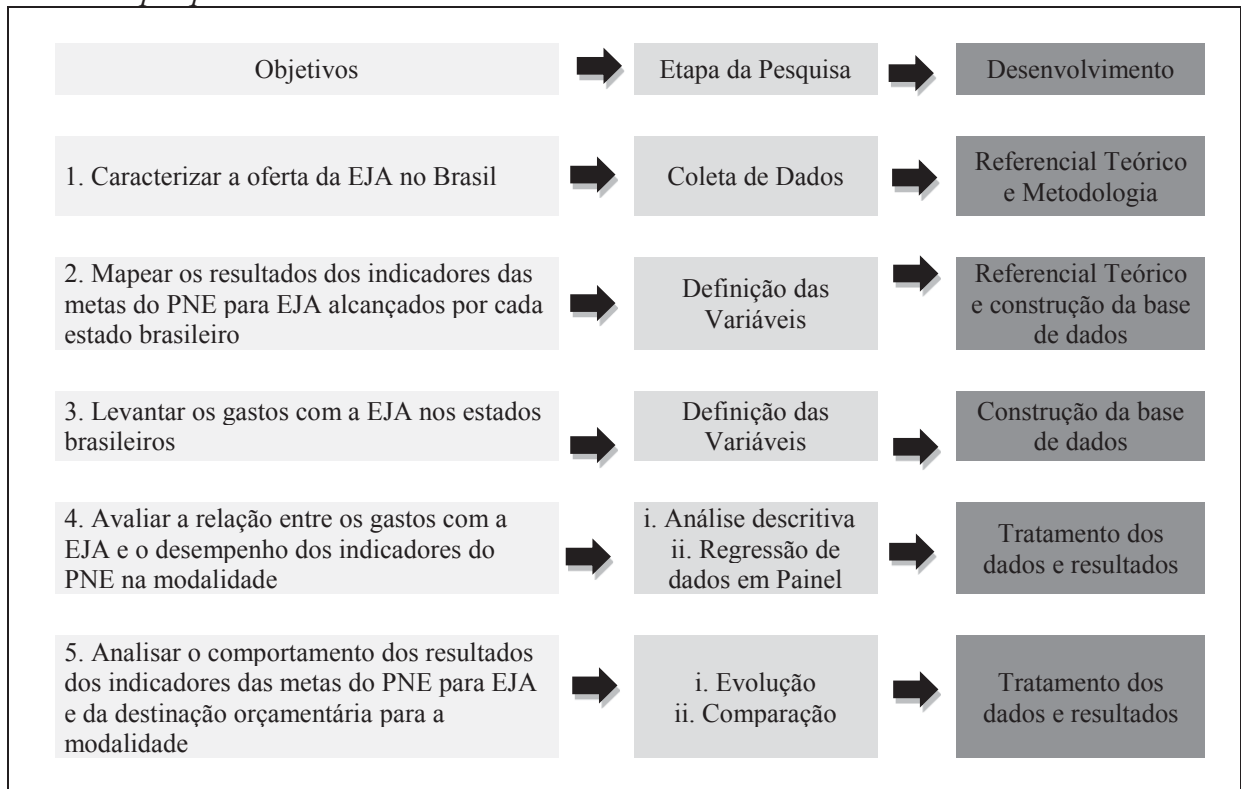 Objetivos
Etapa da Pesquisa
Desenvolvimento
1. Caracterizar a oferta da EJA no Brasil
Coleta de Dados
Referencial Teórico
e Metodologia
2. Mapear os resultados dos indicadores das
metas do PNE para EJA alcançados por cada
estado brasileiro
Definição das
Variáveis
Referencial Teórico
e construção da base
de dados
3. Levantar os gastos com a EJA nos estados
brasileiros
Definição das
Variáveis
Construção da base
de dados
4. Avaliar a relação entre os gastos com a
EJA e o desempenho dos indicadores do
PNE na modalidade
i. Análise descritiva
ii. Regressão de
dados em Painel
Tratamento dos
dados e resultados
5. Analisar o comportamento dos resultados
dos indicadores das metas do PNE para EJA
e da destinação orçamentária para a
modalidade
i. Evolução
ii. Comparação
Tratamento dos
dados e resultados